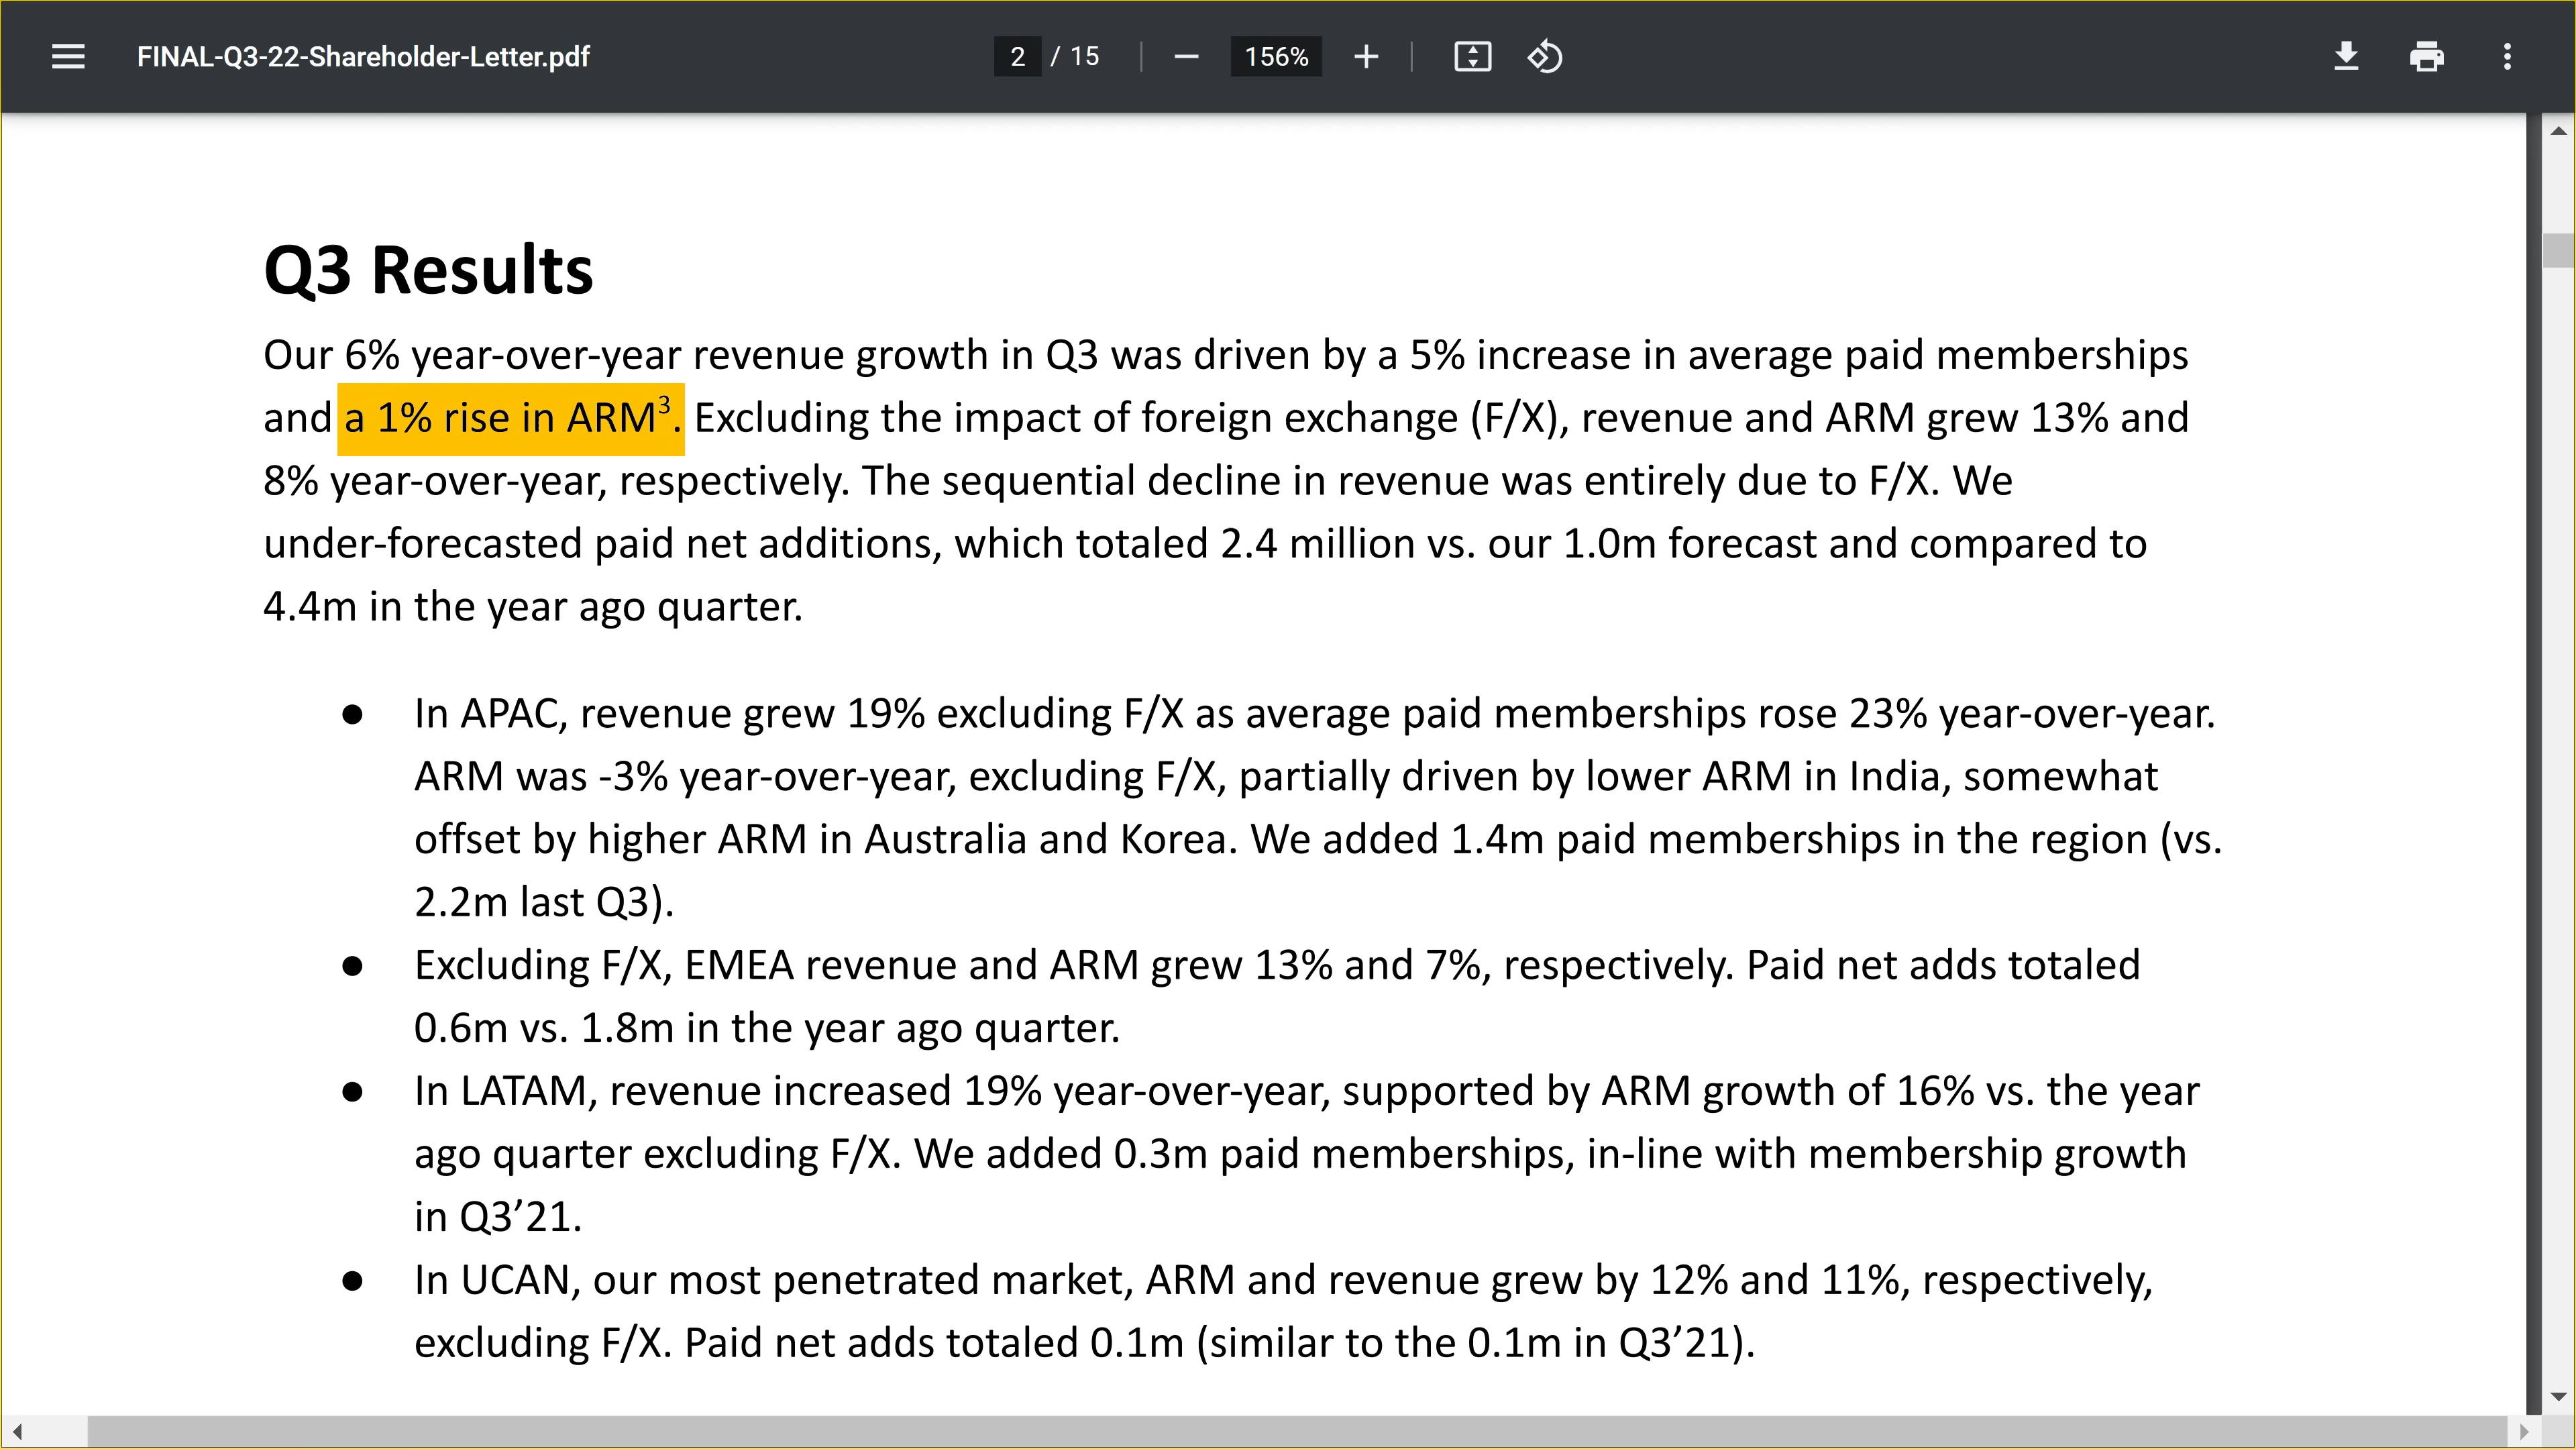 FINAL-Q3-22-Shareholder-Letter.pdf
2 / 15
156%
Q3 Results
Our 6% year-over-year revenue growth in Q3 was driven by a 5% increase in average paid memberships
and a 1% rise in ARM³. Excluding the impact of foreign exchange (F/X), revenue and ARM grew 13% and
8% year-over-year, respectively. The sequential decline in revenue was entirely due to F/X. We
under-forecasted paid net additions, which totaled 2.4 million vs. our 1.0m forecast and compared to
4.4m in the year ago quarter.
● In APAC, revenue grew 19% excluding F/X as average paid memberships rose 23% year-over-year.
ARM was -3% year-over-year, excluding F/X, partially driven by lower ARM in India, somewhat
offset by higher ARM in Australia and Korea. We added 1.4m paid memberships in the region (vs.
2.2m last Q3).
● Excluding F/X, EMEA revenue and ARM grew 13% and 7%, respectively. Paid net adds totaled
0.6m vs. 1.8m in the year ago quarter.
● In LATAM, revenue increased 19% year-over-year, supported by ARM growth of 16% vs. the year
ago quarter excluding F/X. We added 0.3m paid memberships, in-line with membership growth
in Q3’21.
● In UCAN, our most penetrated market, ARM and revenue grew by 12% and 11%, respectively,
excluding F/X. Paid net adds totaled 0.1m (similar to the 0.1m in Q3’21).